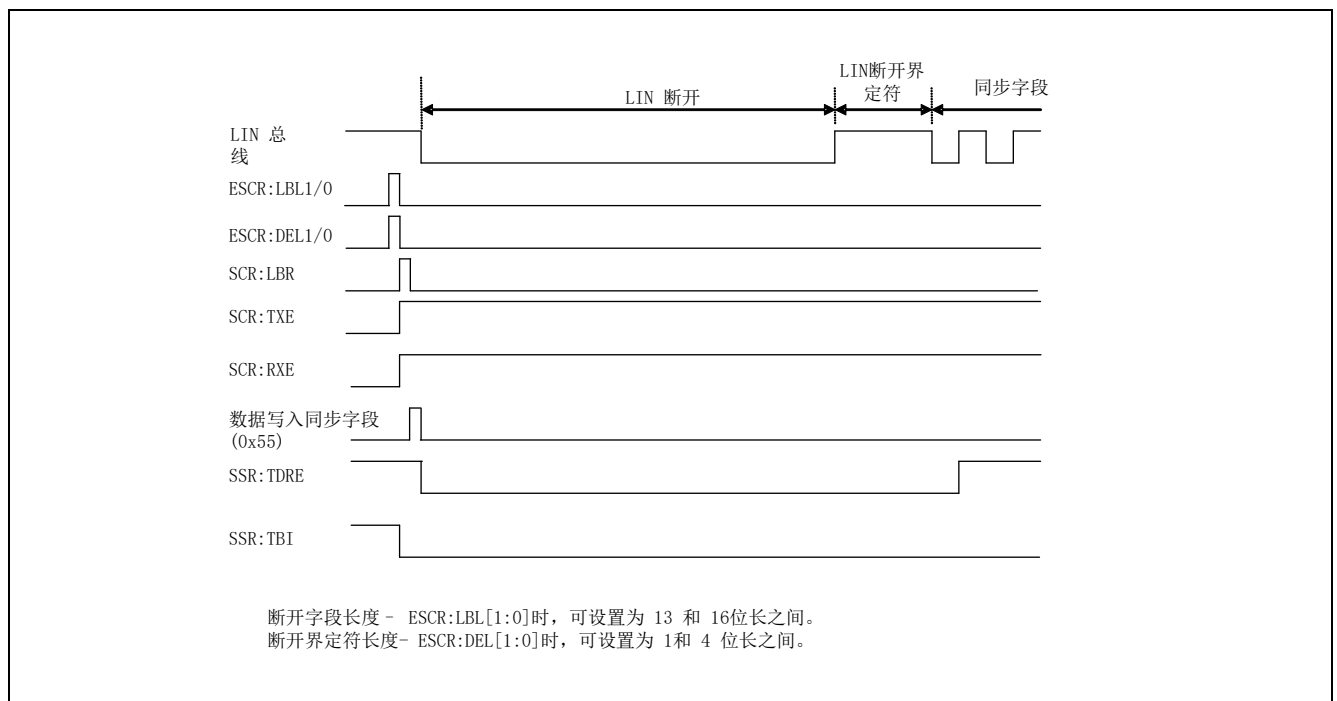 LIN断开界
定符
同步字段
LIN 断开
LIN 总
线
ESCR:LBL1/0
ESCR:DEL1/0
SCR:LBR
SCR:TXE
SCR:RXE
数据写入同步字段
(0x55)
SSR:TDRE
SSR:TBI
断开字段长度– ESCR:LBL[1:0]时，可设置为 13 和 16位长之间。
断开界定符长度– ESCR:DEL[1:0]时，可设置为 1和 4 位长之间。